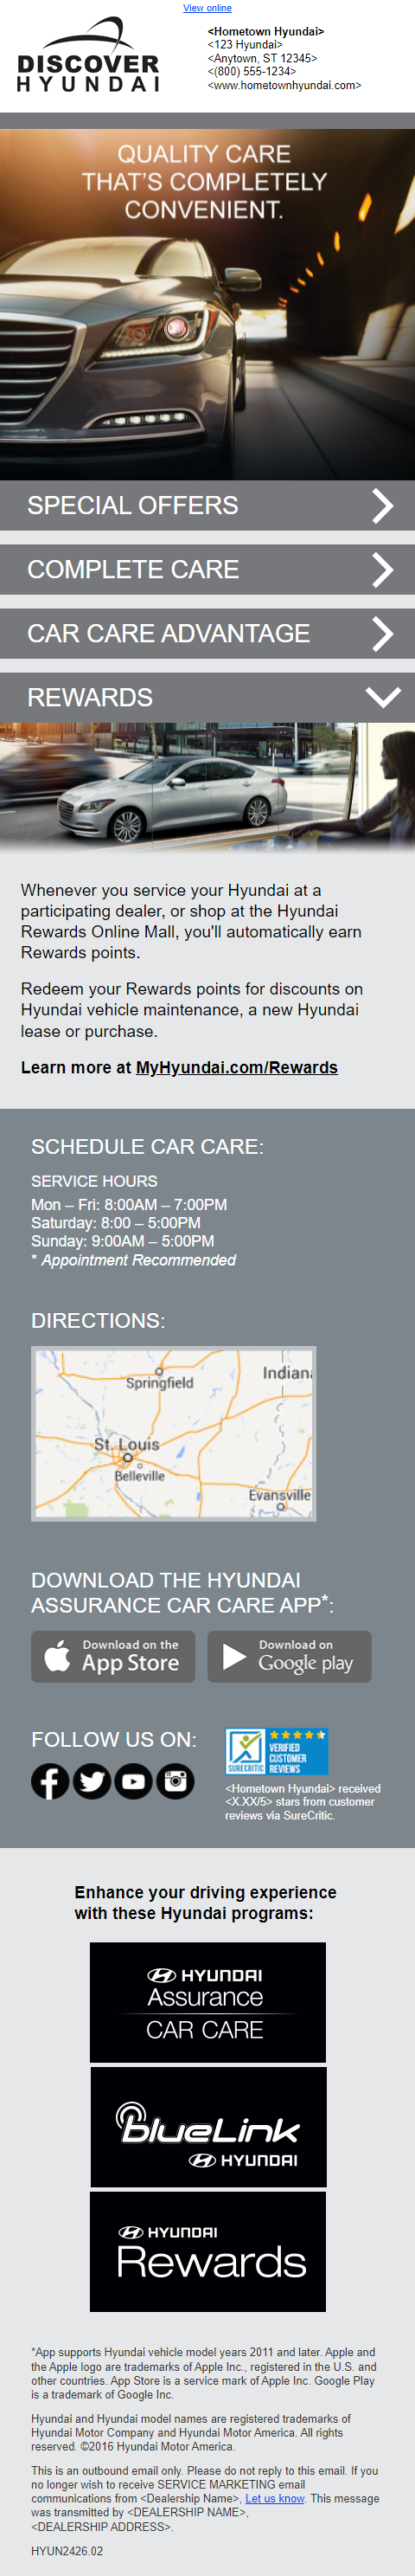 View online
DISCOVER
HYUNDAI
<Hometown Hyundai>
<123 Hyundai>
<Anytown, ST 12345>
<(800) 555-1234>
<www.hometownhyundai.com>
QUALITY CARE
THAT'S COMPLETELY
CONVENIENT.
SPECIAL OFFERS
COMPLETE CARE
CAR CARE ADVANTAGE
REWARDS
Whenever you service your Hyundai at a
participating dealer, or shop at the Hyundai
Rewards Online Mall, you'll automatically earn
Rewards points.
Redeem your Rewards points for discounts on
Hyundai vehicle maintenance, a new Hyundai
lease or purchase.
Learn more at MyHyundai.com/Rewards
SCHEDULE CAR CARE:
SERVICE HOURS
Mon – Fri: 8:00AM – 7:00PM
Saturday: 8:00 – 5:00PM
Sunday: 9:00AM – 5:00PM
* Appointment Recommended
DIRECTIONS:
Springfield
Indiana
St. Louis
Belleville
Evansville
DOWNLOAD THE HYUNDAI
ASSURANCE CAR CARE APP*:
Download on the
App Store
Download on
Google play
FOLLOW US ON:
SURECRITIC
VERIFIED
CUSTOMER
REVIEWS
<Hometown Hyundai> received
<X.XX/5> stars from customer
reviews via SureCritic.
Enhance your driving experience
with these Hyundai programs:
HYUNDAI
Assurance
CAR CARE
blueLink
HYUNDAI
HYUNDAI
Rewards
*App supports Hyundai vehicle model years 2011 and later. Apple and
the Apple logo are trademarks of Apple Inc., registered in the U.S. and
other countries. App Store is a service mark of Apple Inc. Google Play
is a trademark of Google Inc.
Hyundai and Hyundai model names are registered trademarks of
Hyundai Motor Company and Hyundai Motor America. All rights
reserved. ©2016 Hyundai Motor America.
This is an outbound email only. Please do not reply to this email. If you
no longer wish to receive SERVICE MARKETING email
communications from <Dealership Name>, Let us know. This message
was transmitted by <DEALERSHIP NAME>,
<DEALERSHIP ADDRESS>.
HYUN2426.02